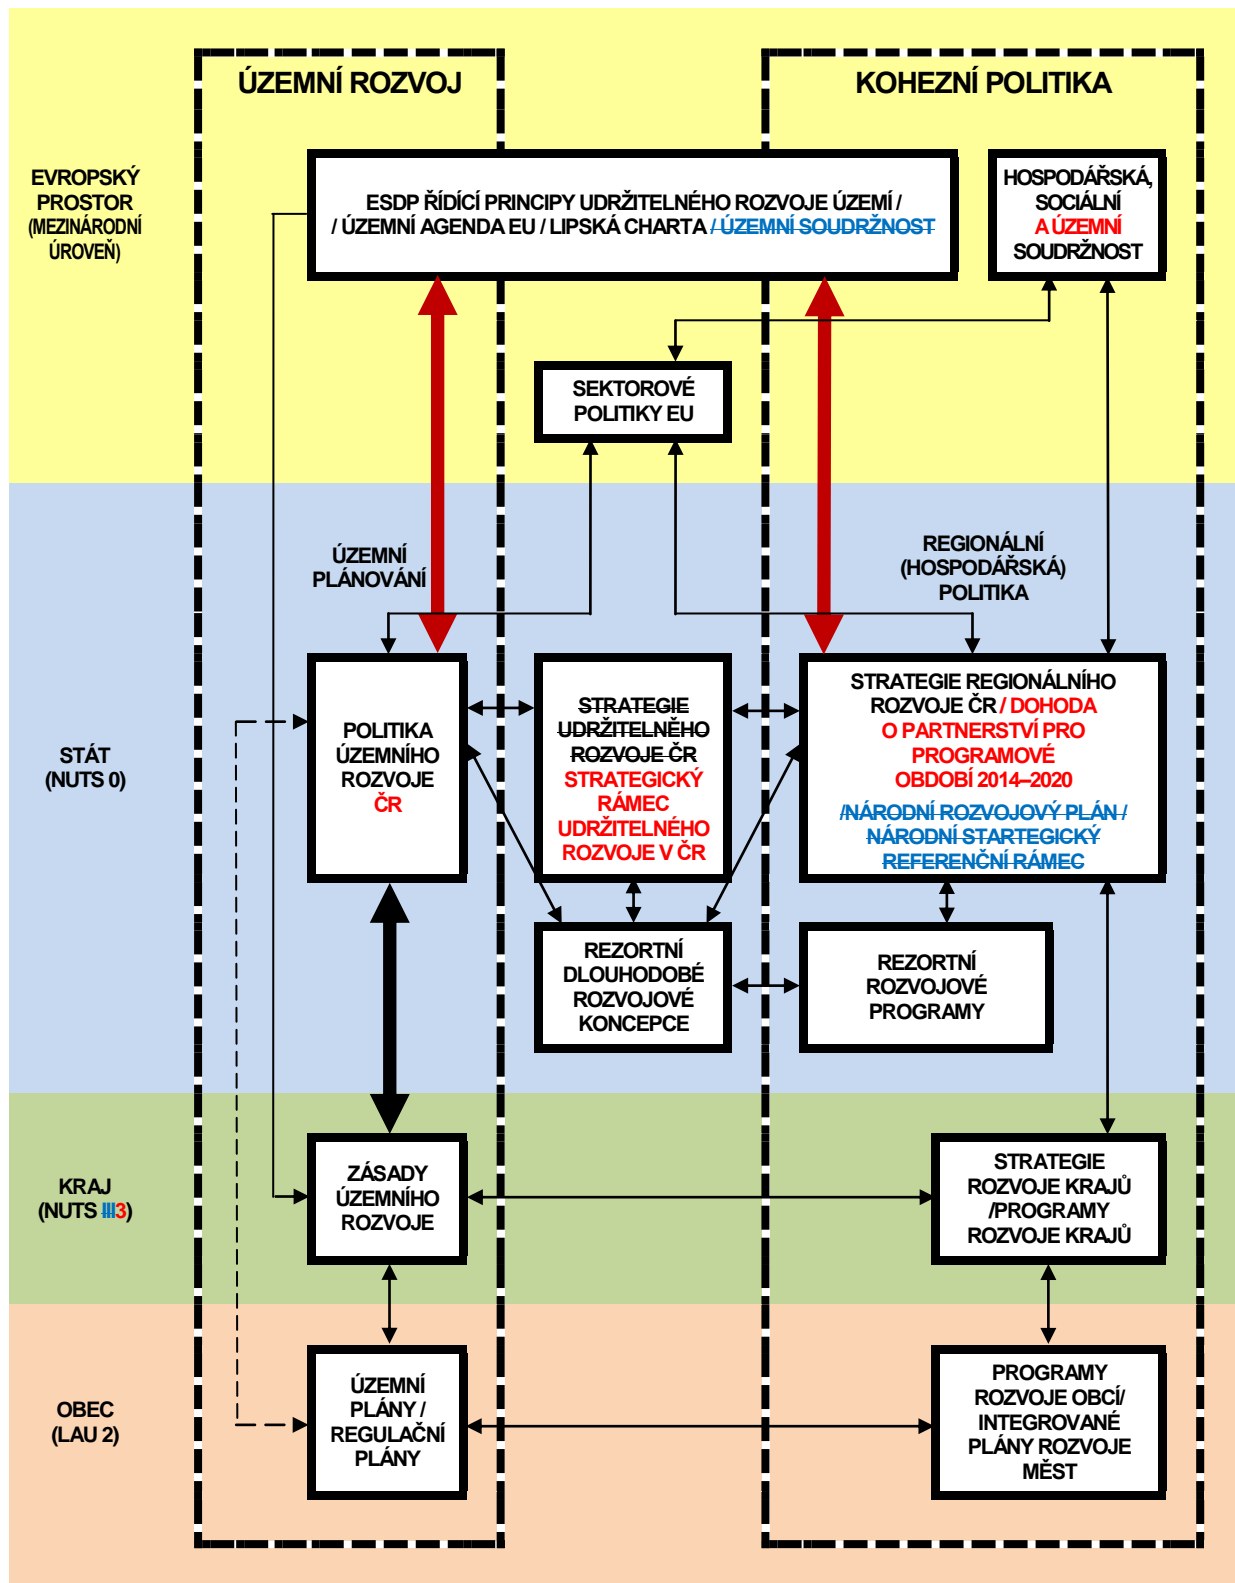 ÚZEMNÍ ROZVOJ
KOHEZNÍ POLITIKA
EVROPSKÝ
PROSTOR
(MEZINÁRODNÍ
ÚROVEŇ)
ESDP ŘÍDÍCÍ PRINCIPY UDRŽITELNÉHO ROZVOJE ÚZEMÍ /
/ ÚZEMNÍ AGENDA EU / LIPSKÁ CHARTA / ÚZEMNÍ SOUDRŽNOST
HOSPODÁŘSKÁ,
SOCIÁLNÍ
A ÚZEMNÍ
SOUDRŽNOST
SEKTOROVÉ
POLITIKY EU
ÚZEMNÍ
PLÁNOVÁNÍ
REGIONÁLNÍ
(HOSPODÁŘSKÁ)
POLITIKA
STÁT
(NUTS 0)
POLITIKA
ÚZEMNÍHO
ROZVOJE
ČR
STRATEGIE
UDRŽITELNĚHO
ROZVOJE ČR
STRATEGICKÝ
RÁMEC
UDRŽITELNÉHO
ROZVOJE V ČR
STRATEGIE REGIONÁLNÍHO
ROZVOJE ČR / DOHODA
O PARTNERSTVÍ PRO
PROGRAMOVÉ
OBDOBÍ 2014–2020
/NÁRODNÍ ROZVOJOVÝ PLÁN /
NÁRODNÍ STARTEGICKÝ
REFERENČNÍ RÁMEC
REZORTNÍ
DLOUHODOBÉ
ROZVOJOVÉ
KONCEPCE
REZORTNÍ
ROZVOJOVÉ
PROGRAMY
KRAJ
(NUTS III3)
ZÁSADY
ÚZEMNÍHO
ROZVOJE
STRATEGIE
ROZVOJE KRAJŮ
/PROGRAMY
ROZVOJE KRAJŮ
OBEC
(LAU 2)
ÚZEMNÍ
PLÁNY /
REGULAČNÍ
PLÁNY
PROGRAMY
ROZVOJE OBCÍ/
INTEGROVANÉ
PLÁNY ROZVOJE
MĚST